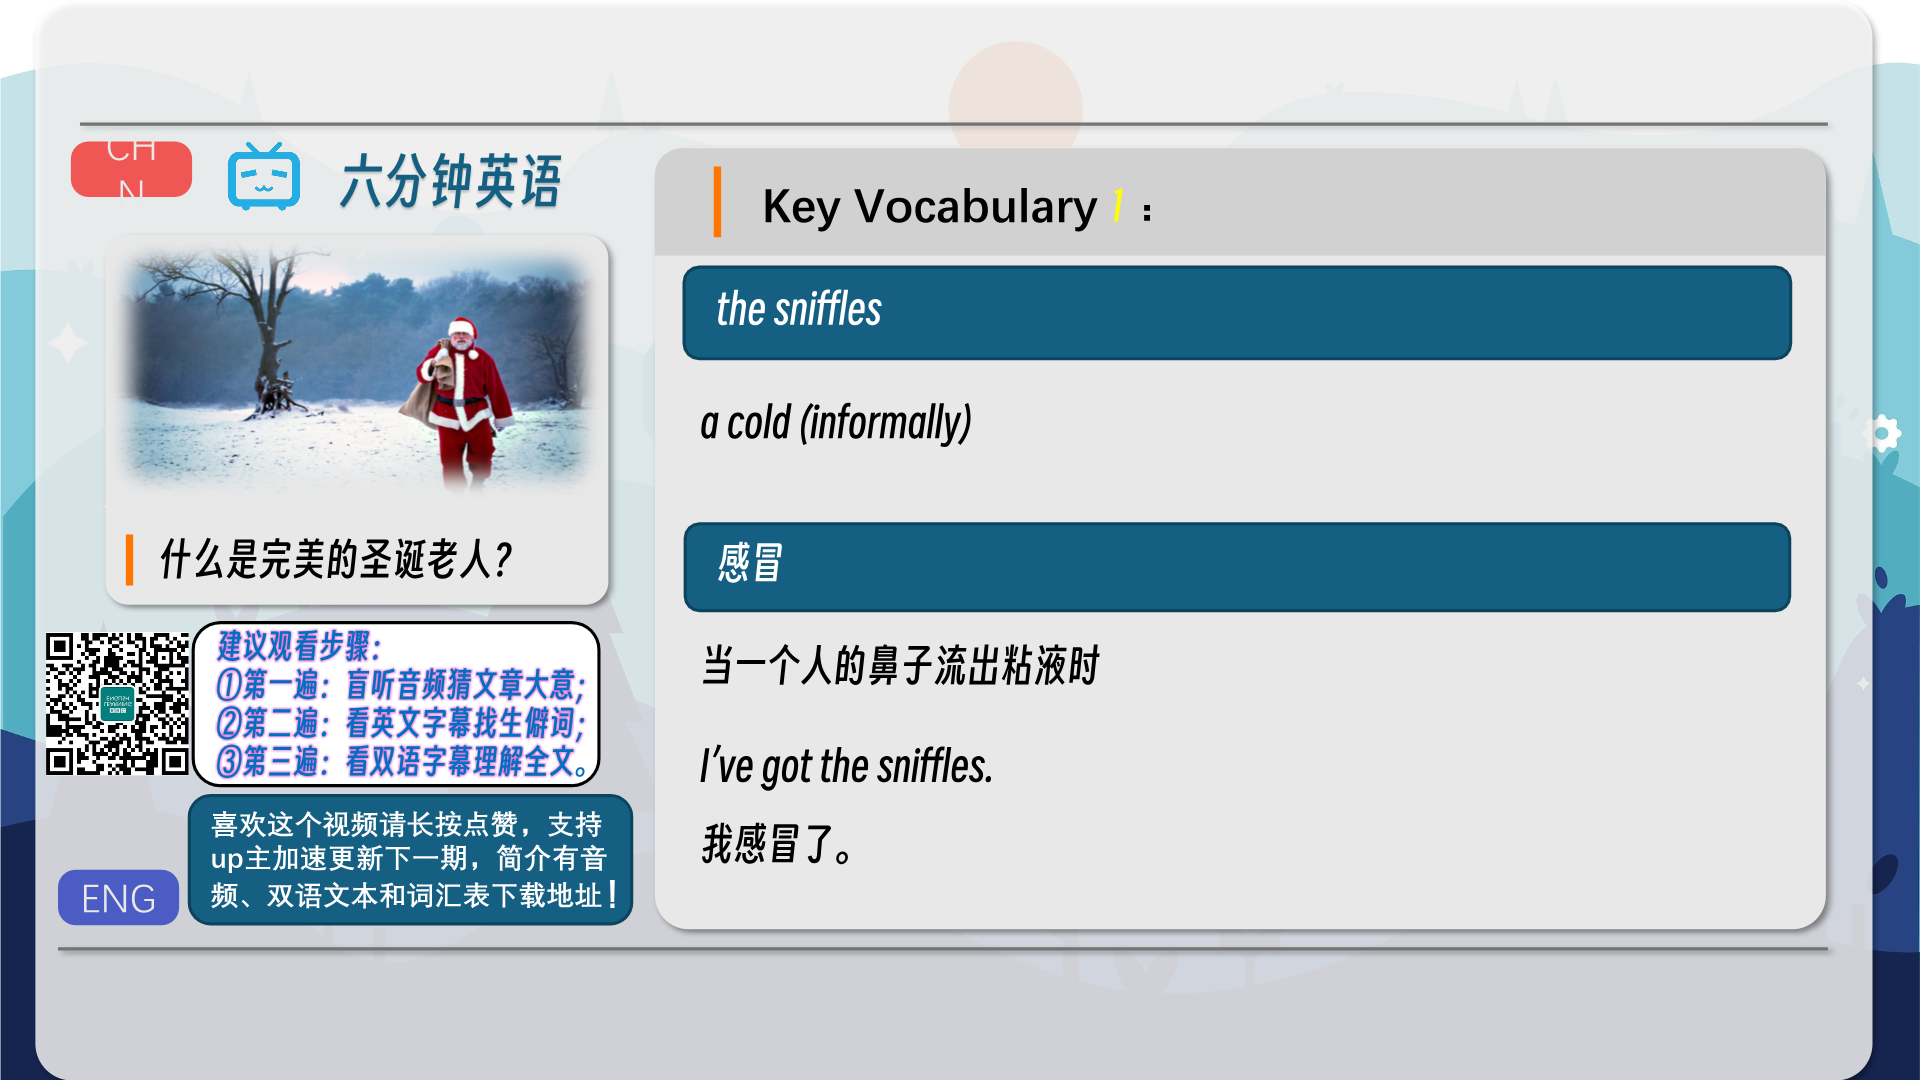 CH
N
六分钟英语
什么是完美的圣诞老人？
建议观看步骤：
①第一遍：盲听音频猜文章大意；
②第二遍：看英文字幕找生僻词；
③第三遍：看双语字幕理解全文。
喜欢这个视频请长按点赞，支持
up主加速更新下一期，简介有音
频、双语文本和词汇表下载地址！
ENG
Key Vocabulary 1：
the sniffles
a cold (informally)
感冒
当一个人的鼻子流出粘液时
I've got the sniffles.
我感冒了。